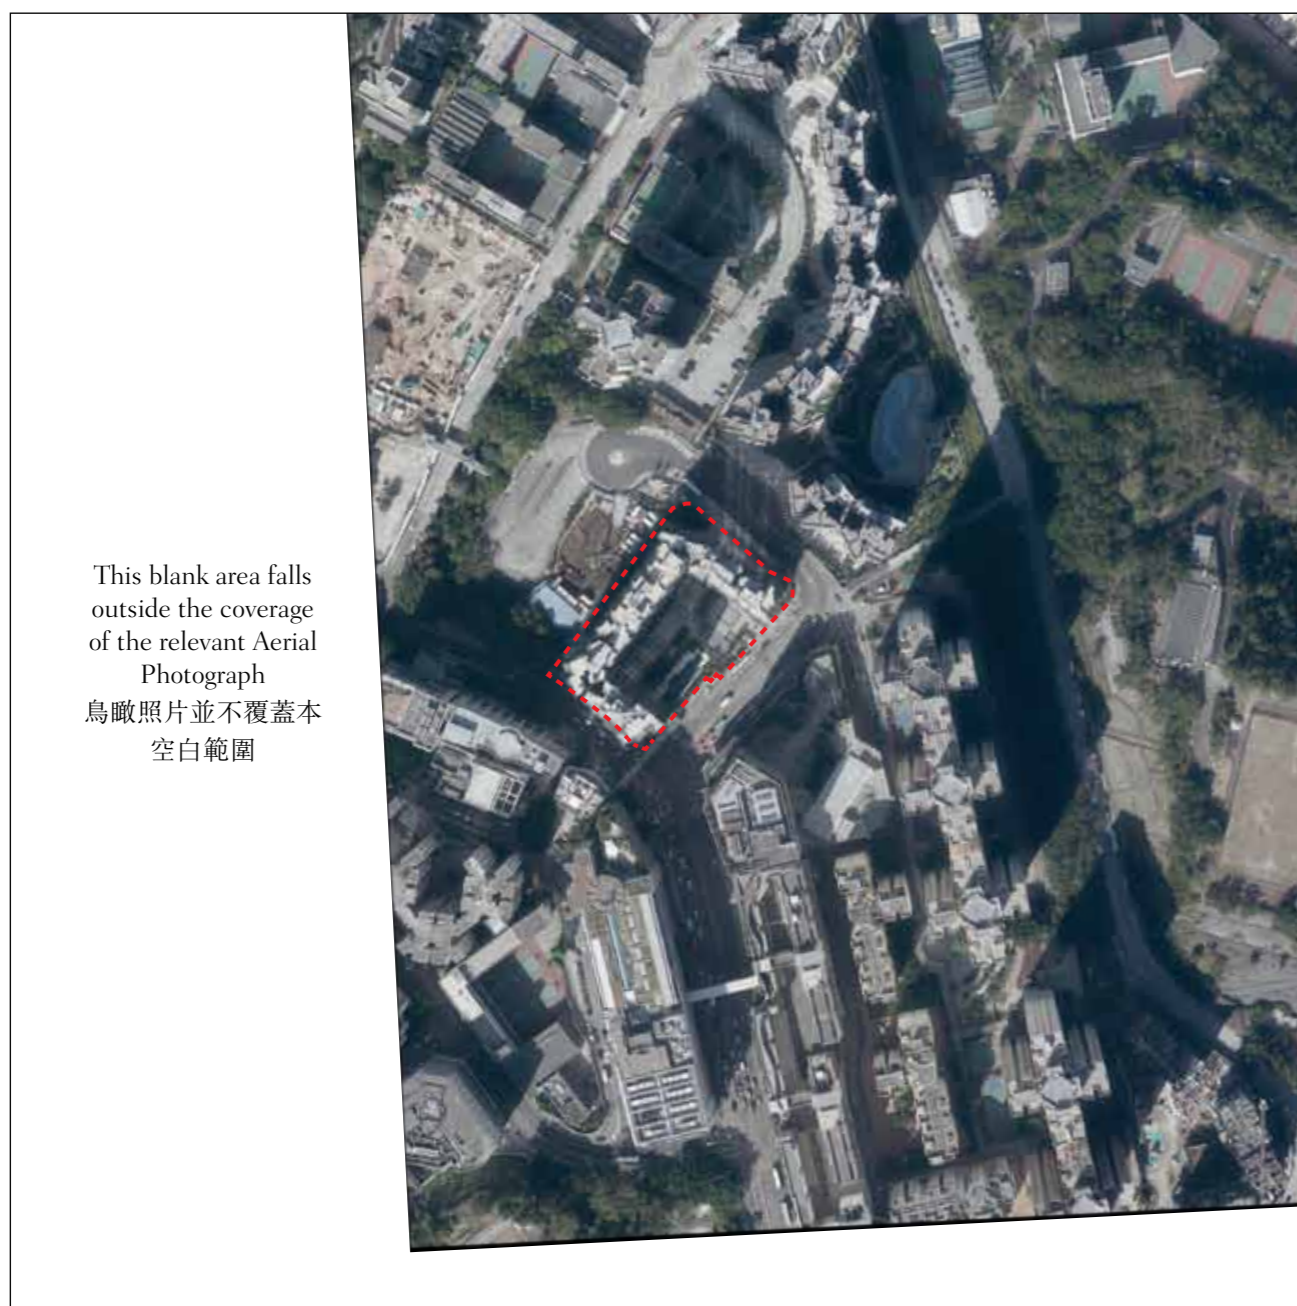 This blank area falls
outside the coverage
of the relevant Aerial
Photograph
鳥瞰照片並不覆蓋本
空白範圍